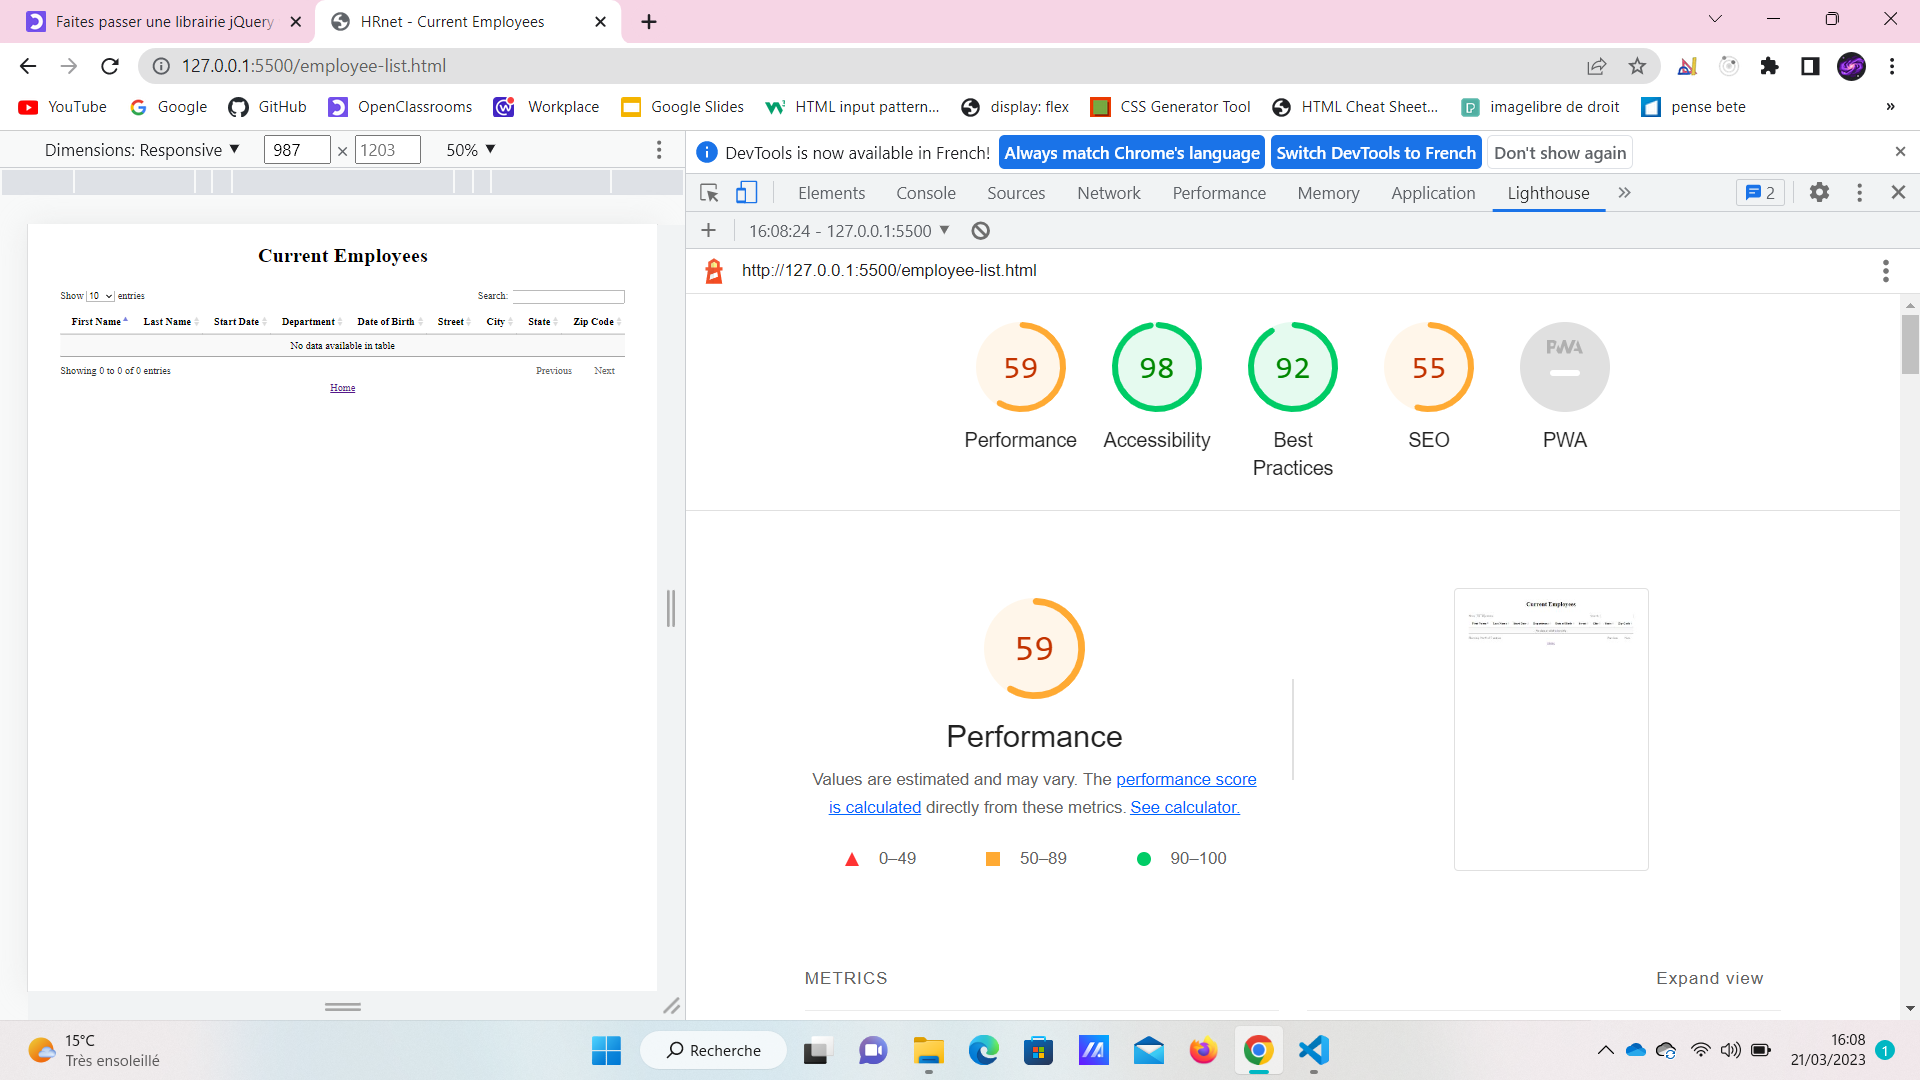 Faites passer une librairie jQuery
HRnet - Current Employees
127.0.0.1:5500/employee-list.html
YouTube Google GitHub OpenClassrooms Workplace Google Slides HTML input pattern... display: flex CSS Generator Tool HTML Cheat Sheet... imagelibre de droit pense bete »
Dimensions: Responsive ▼ 987 × 1203 50% ▼
DevTools is now available in French! Always match Chrome's language Switch DevTools to French Don't show again
Elements Console Sources Network Performance Memory Application Lighthouse » 2
16:08:24 - 127.0.0.1:5500 ▼
http://127.0.0.1:5500/employee-list.html
Current Employees
Show 10 entries Search:
First Name Last Name Start Date Department Date of Birth Street City State Zip Code
No data available in table
Showing 0 to 0 of 0 entries Previous Next
Home
59 98 92 55 PWA
Performance Accessibility Best Practices SEO PWA
59
Performance
Values are estimated and may vary. The performance score
is calculated directly from these metrics. See calculator.
0–49 50–89 90–100
Current Employees
METRICS Expand view
15°C
Très ensoleillé
Recherche
16:08
21/03/2023
1